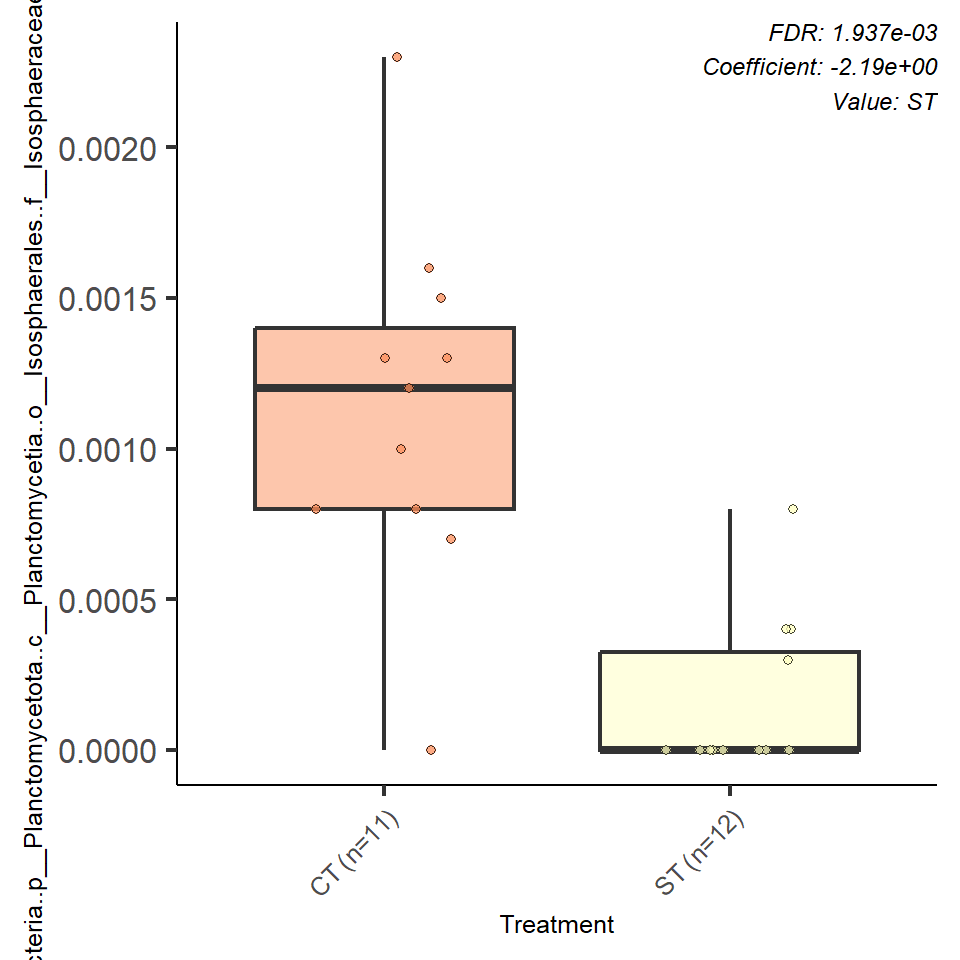 FDR: 1.937e-03
Coefficient: -2.19e+00
Value: ST
cteria..p__Planctomycetota..c__Planctomycetia..o__Isosphaerales..f__Isosphaeraceae
0.0020
0.0015
0.0010
0.0005
0.0000
CT (n=11)
ST (n=12)
Treatment